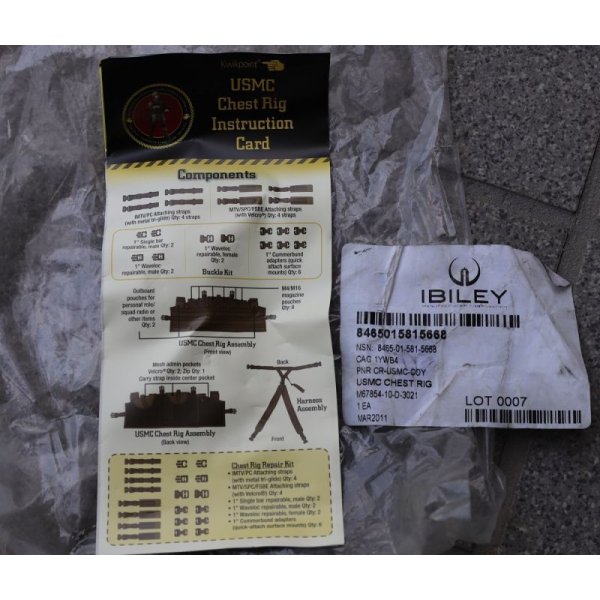 Kwikpoint
USMC
Chest Rig
Instruction
Card
Components
IMTV/PC Attaching straps
(with metal tri-glide) Qty: 4 straps
MTV/SPC/FSBE Attaching straps
(with Velcro®) Qty: 4 straps
1" Single bar
repairable, male Qty: 2
1" Waveloc
repairable, male Qty: 2
1" Waveloc
repairable, female
Qty: 2
Buckle Kit
1" Commerbund
adapters (quick
attach surface
mounts) Qty: 6
Outboard
pouches for
personal role/
squad radio or
other items
Qty: 2
M4/M16
magazine
pouches
Qty: 4
USMC Chest Rig Assembly
(Front view)
Mesh admin pockets
Velcro® Qty: 2; Zip Qty: 1
Carry strap inside center pocket
USMC Chest Rig Assembly
(Back view)
Back
Harness
Assembly
Front
Chest Rig Repair Kit
• IMTV/PC Attaching straps
(with metal tri-glide) Qty: 4
• MTV/SPC/FSBE Attaching straps
(with Velcro®) Qty: 4
• 1" Single bar repairable, male Qty: 2
• 1" Waveloc repairable, male Qty: 2
• 1" Waveloc repairable, female Qty: 2
• 1" Commerbund adapters
(quick-attach surface mounts) Qty: 6
IBILEY
8465015815668
NSN: 8465-01-581-5668
CAG 1YWB4
PNR CR-USMC-COY
USMC CHEST RIG
M67854-10-D-3021
1 EA
MAR2011
LOT 0007